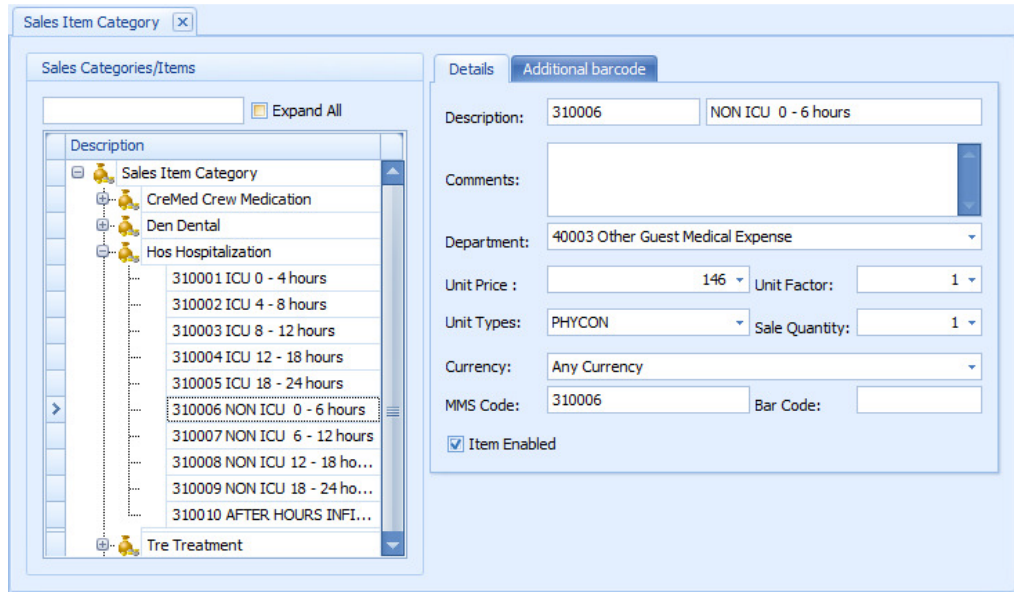 Sales Item Category
Sales Categories/Items
Expand All
Description
Sales Item Category
CreMed Crew Medication
Den Dental
Hos Hospitalization
310001 ICU 0 - 4 hours
310002 ICU 4 - 8 hours
310003 ICU 8 - 12 hours
310004 ICU 12 - 18 hours
310005 ICU 18 - 24 hours
310006 NON ICU  0 - 6 hours
310007 NON ICU  6 - 12 hours
310008 NON ICU 12 - 18 ho...
310009 NON ICU 18 - 24 ho...
310010 AFTER HOURS INFI...
Tre Treatment
Details Additional barcode
Description: 310006 NON ICU  0 - 6 hours
Comments:
Department: 40003 Other Guest Medical Expense
Unit Price : 146 Unit Factor: 1
Unit Types: PHYCON Sale Quantity: 1
Currency: Any Currency
MMS Code: 310006 Bar Code:
Item Enabled